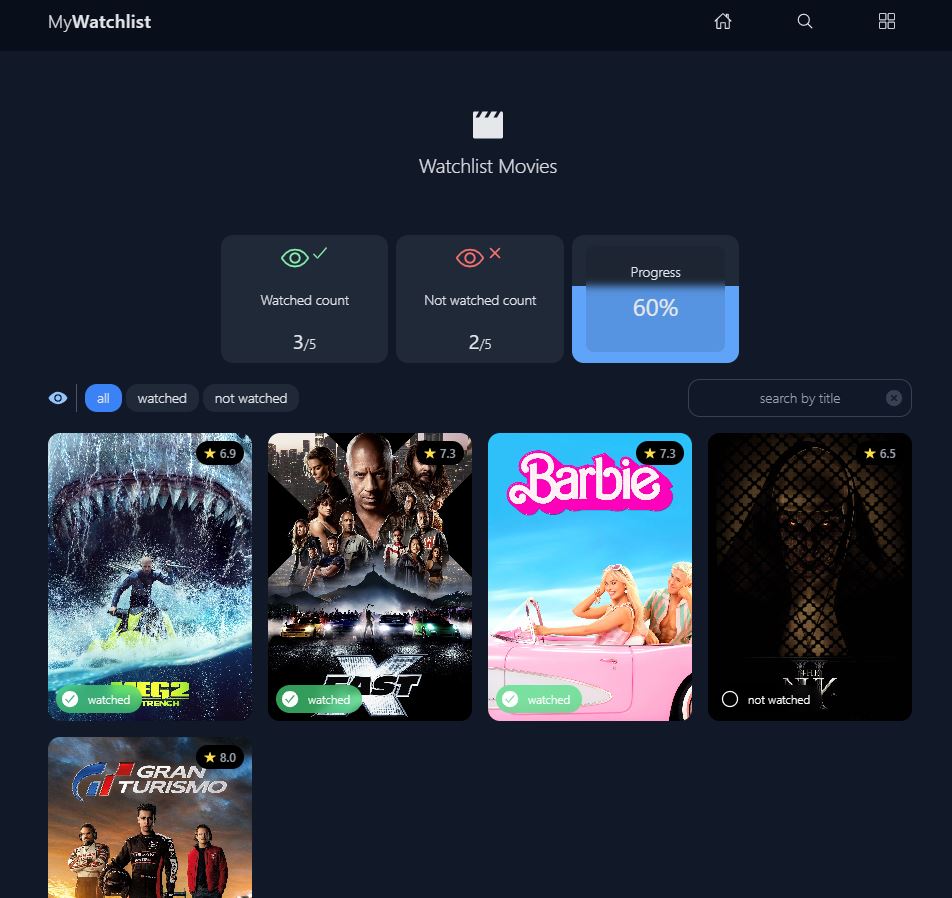 MyWatchlist
Watchlist Movies
Watched count
3/5
Not watched count
2/5
Progress
60%
all
watched
not watched
search by title
6.9
MEG2
TRENCH
watched
7.3
FAST
X
watched
7.3
Barbie
watched
6.5
not watched
8.0
GRAN
TURISMO